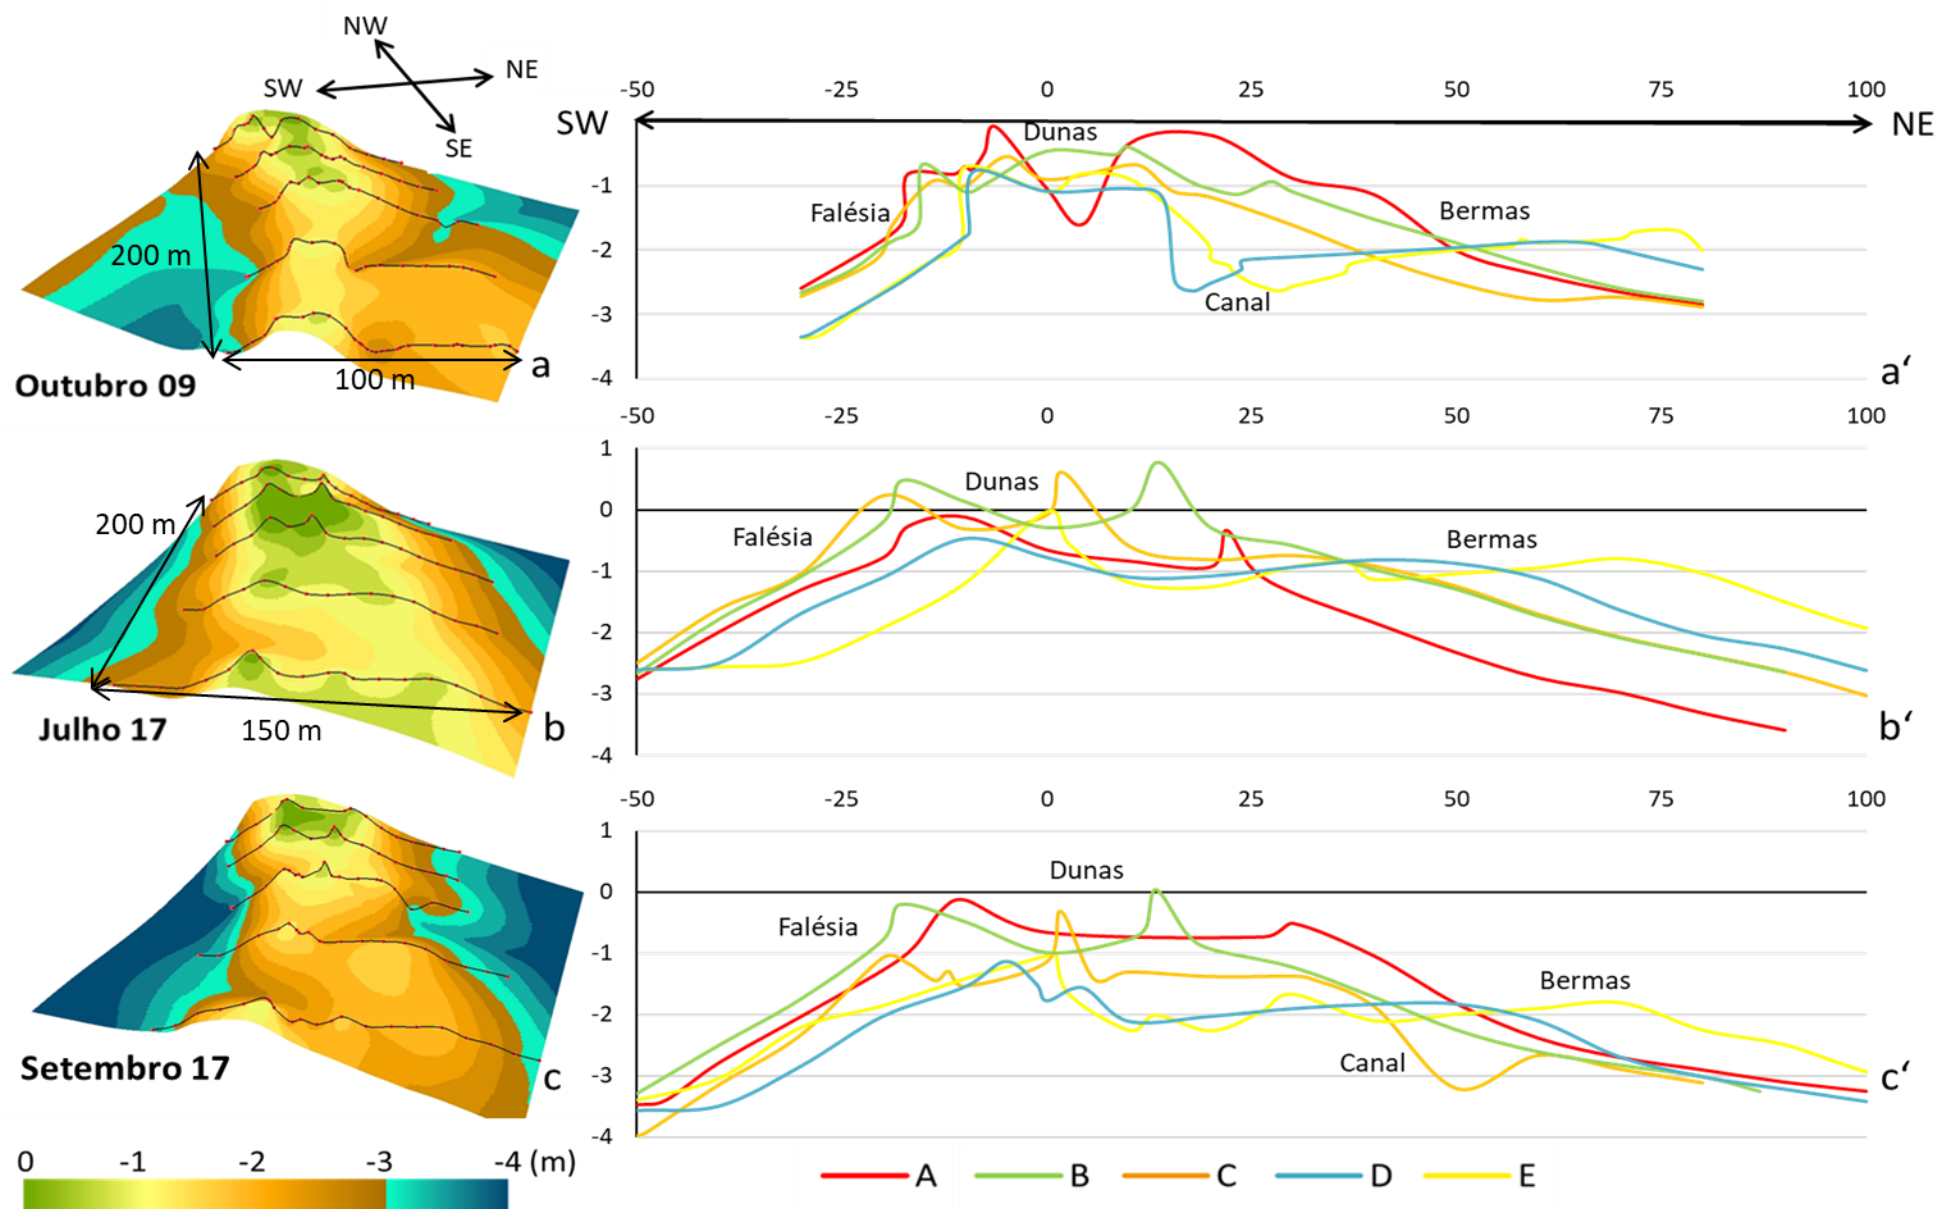 NW
SW
NE
SE
200 m
100 m
a
Outubro 09
-50 -25 0 25 50 75 100
SW
NE
Dunas
Falésia
Bermas
Canal
-1
-2
-3
-4
a‘
200 m
150 m
b
Julho 17
-50 -25 0 25 50 75 100
1
0
-1
-2
-3
-4
Dunas
Falésia
Bermas
b‘
Setembro 17
c
-50 -25 0 25 50 75 100
1
0
-1
-2
-3
-4
Dunas
Falésia
Bermas
Canal
c‘
0 -1 -2 -3 -4 (m)
A B C D E